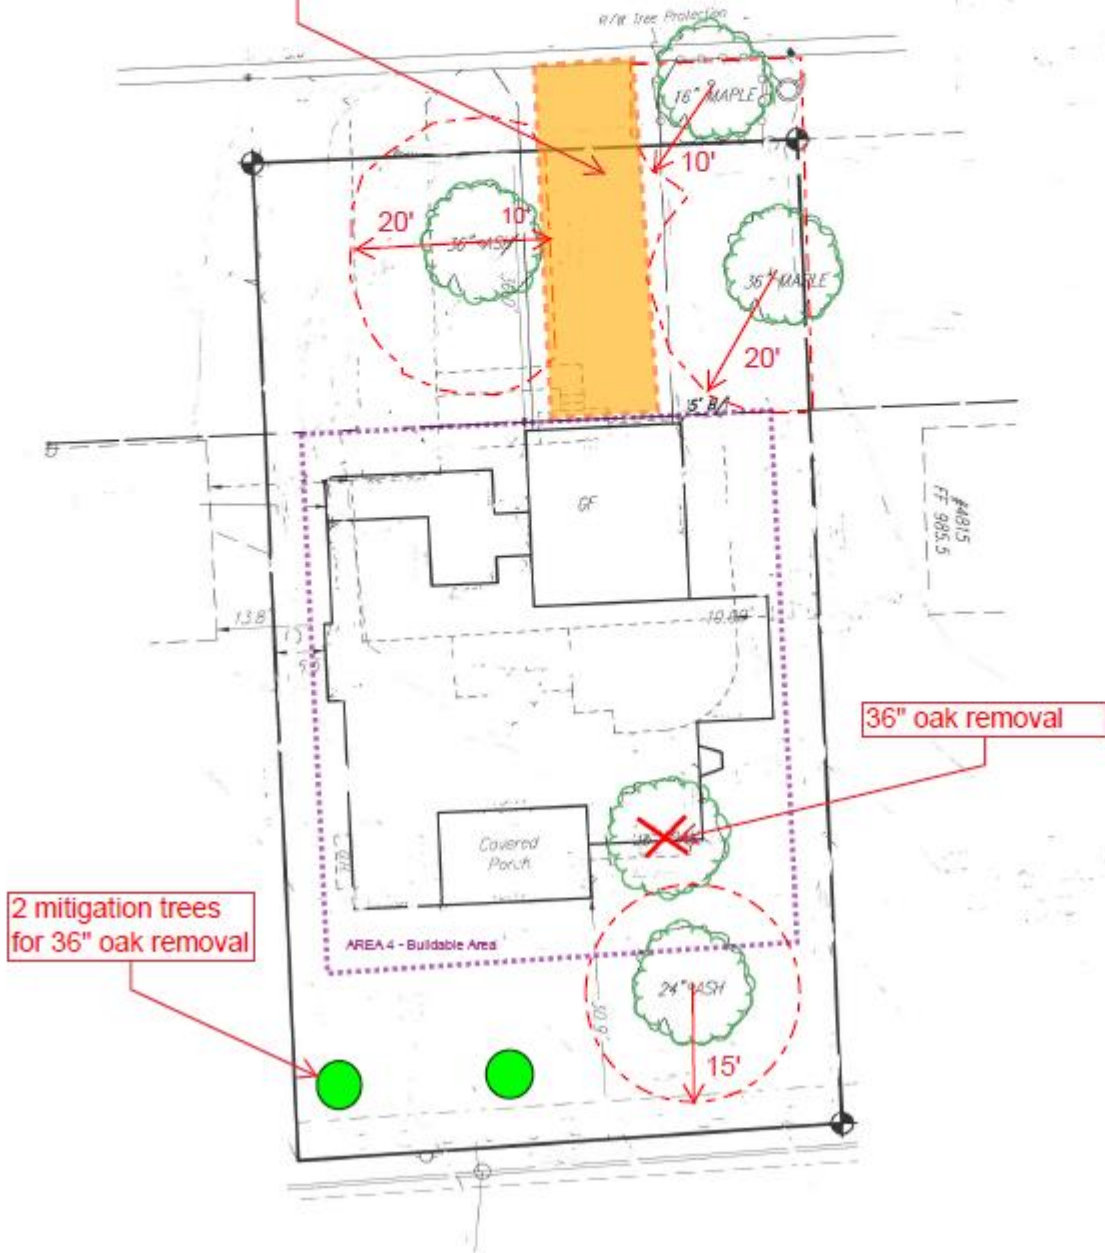 R/W Tree Protection
16" MAPLE
10'
20'
10'
36" ASH
36" MAPLE
20'
GF
#4815
FF 985.5
13.8'
10.00'
36" oak removal
Covered
Porch
2 mitigation trees
for 36" oak removal
AREA 4 - Buildable Area
24" ASH
15'